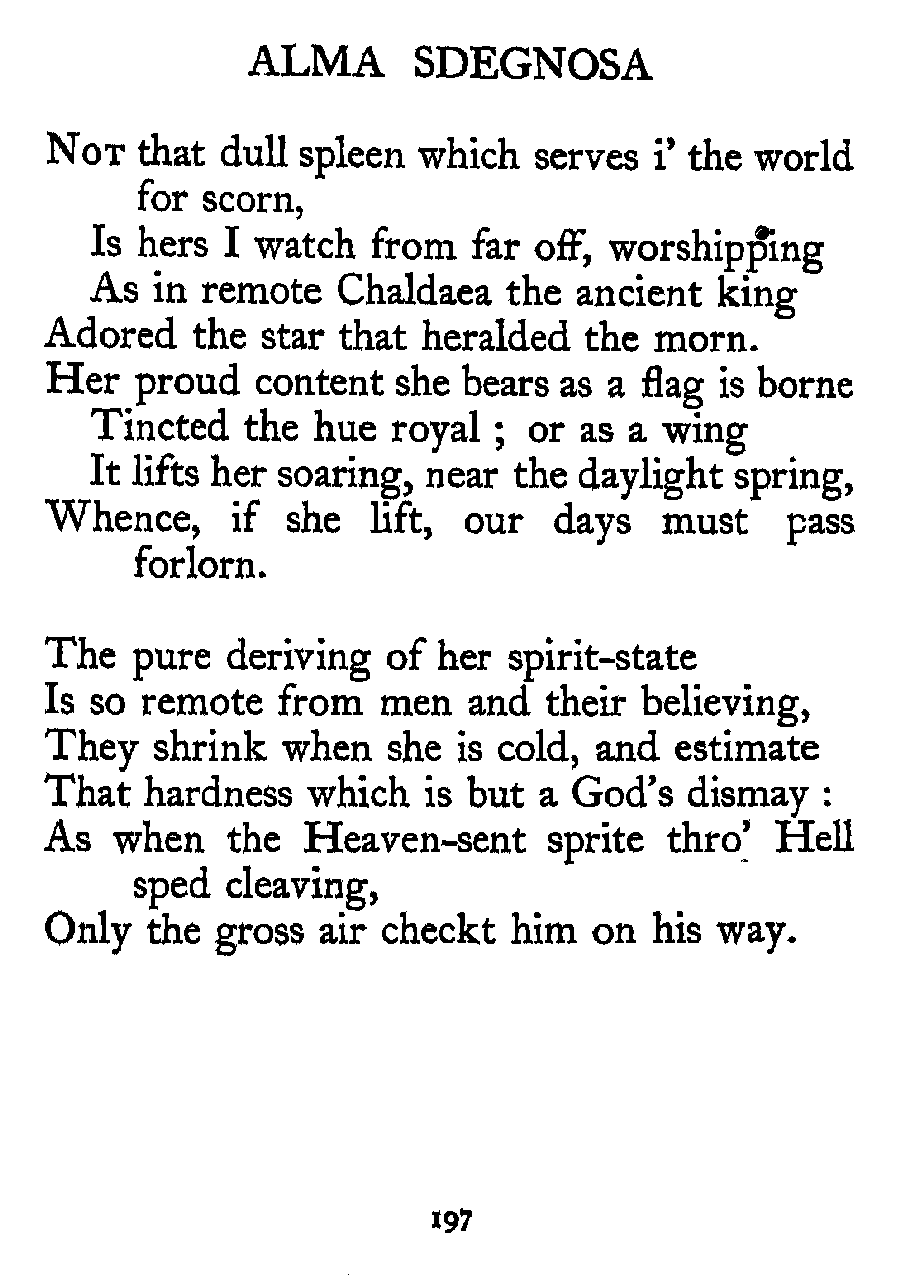 ALMA SDEGNOSA
NOT that dull spleen which serves i' the world
for scorn,
Is hers I watch from far off, worshipping
As in remote Chaldaea the ancient king
Adored the star that heralded the morn.
Her proud content she bears as a flag is borne
Tincted the hue royal ; or as a wing
It lifts her soaring, near the daylight spring,
Whence, if she lift, our days must pass
forlorn.
The pure deriving of her spirit-state
Is so remote from men and their believing,
They shrink when she is cold, and estimate
That hardness which is but a God's dismay :
As when the Heaven-sent sprite thro' Hell
sped cleaving,
Only the gross air checkt him on his way.
197